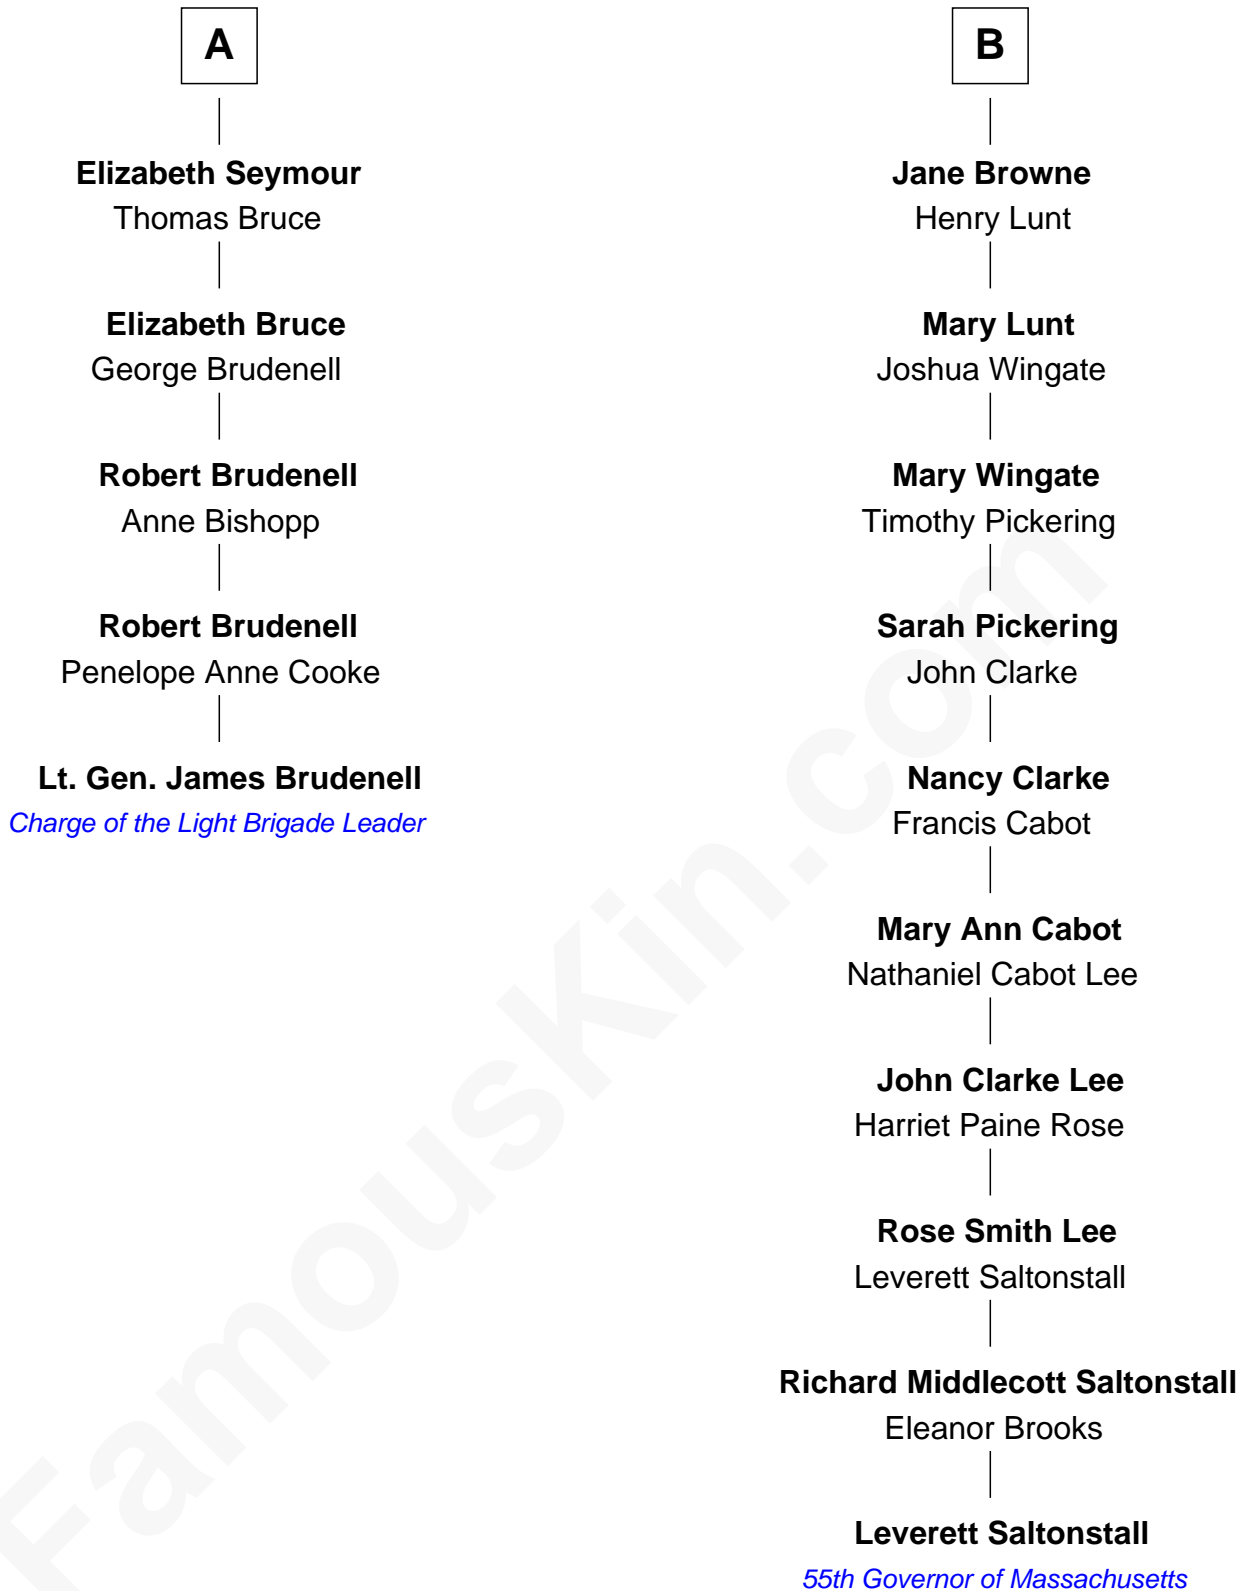 A
Elizabeth Seymour
Thomas Bruce
Elizabeth Bruce
George Brudenell
Robert Brudenell
Anne Bishopp
Robert Brudenell
Penelope Anne Cooke
Lt. Gen. James Brudenell
Charge of the Light Brigade Leader
B
Jane Browne
Henry Lunt
Mary Lunt
Joshua Wingate
Mary Wingate
Timothy Pickering
Sarah Pickering
John Clarke
Nancy Clarke
Francis Cabot
Mary Ann Cabot
Nathaniel Cabot Lee
John Clarke Lee
Harriet Paine Rose
Rose Smith Lee
Leverett Saltonstall
Richard Middlecott Saltonstall
Eleanor Brooks
Leverett Saltonstall
55th Governor of Massachusetts
FamousKin.com